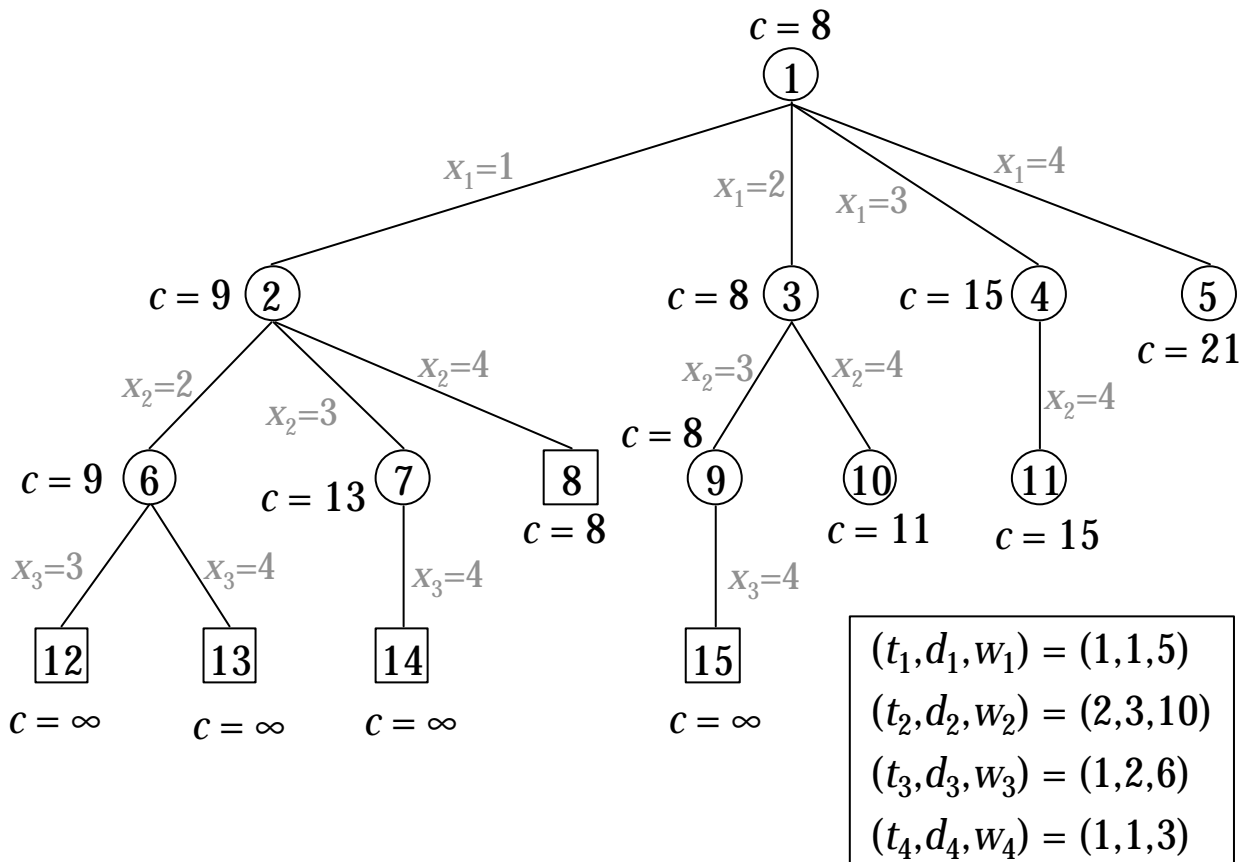 c = 8
1
x₁=1
x₁=2
x₁=3
x₁=4
c = 9
2
c = 8
3
c = 15
4
5
c = 21
x₂=2
x₂=3
x₂=4
x₂=3
x₂=4
x₂=4
c = 9
6
c = 13
7
8
c = 8
c = 8
9
10
c = 11
11
c = 15
x₃=3
x₃=4
x₃=4
x₃=4
12
13
14
15
c = ∞
c = ∞
c = ∞
c = ∞
(t₁,d₁,w₁) = (1,1,5)
(t₂,d₂,w₂) = (2,3,10)
(t₃,d₃,w₃) = (1,2,6)
(t₄,d₄,w₄) = (1,1,3)